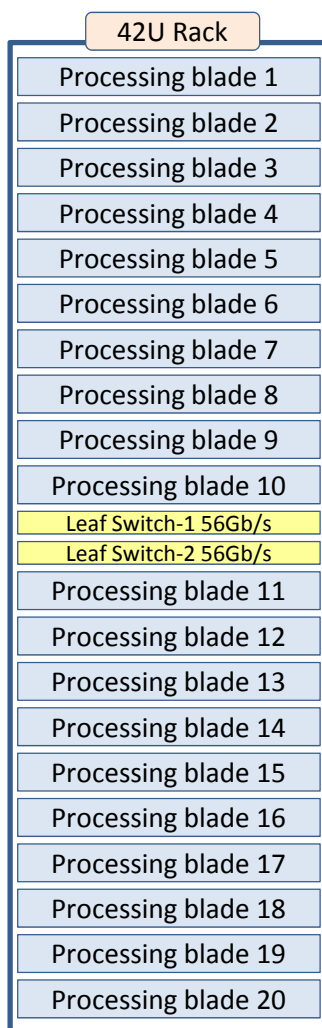 42U Rack
Processing blade 1
Processing blade 2
Processing blade 3
Processing blade 4
Processing blade 5
Processing blade 6
Processing blade 7
Processing blade 8
Processing blade 9
Processing blade 10
Leaf Switch-1 56Gb/s
Leaf Switch-2 56Gb/s
Processing blade 11
Processing blade 12
Processing blade 13
Processing blade 14
Processing blade 15
Processing blade 16
Processing blade 17
Processing blade 18
Processing blade 19
Processing blade 20